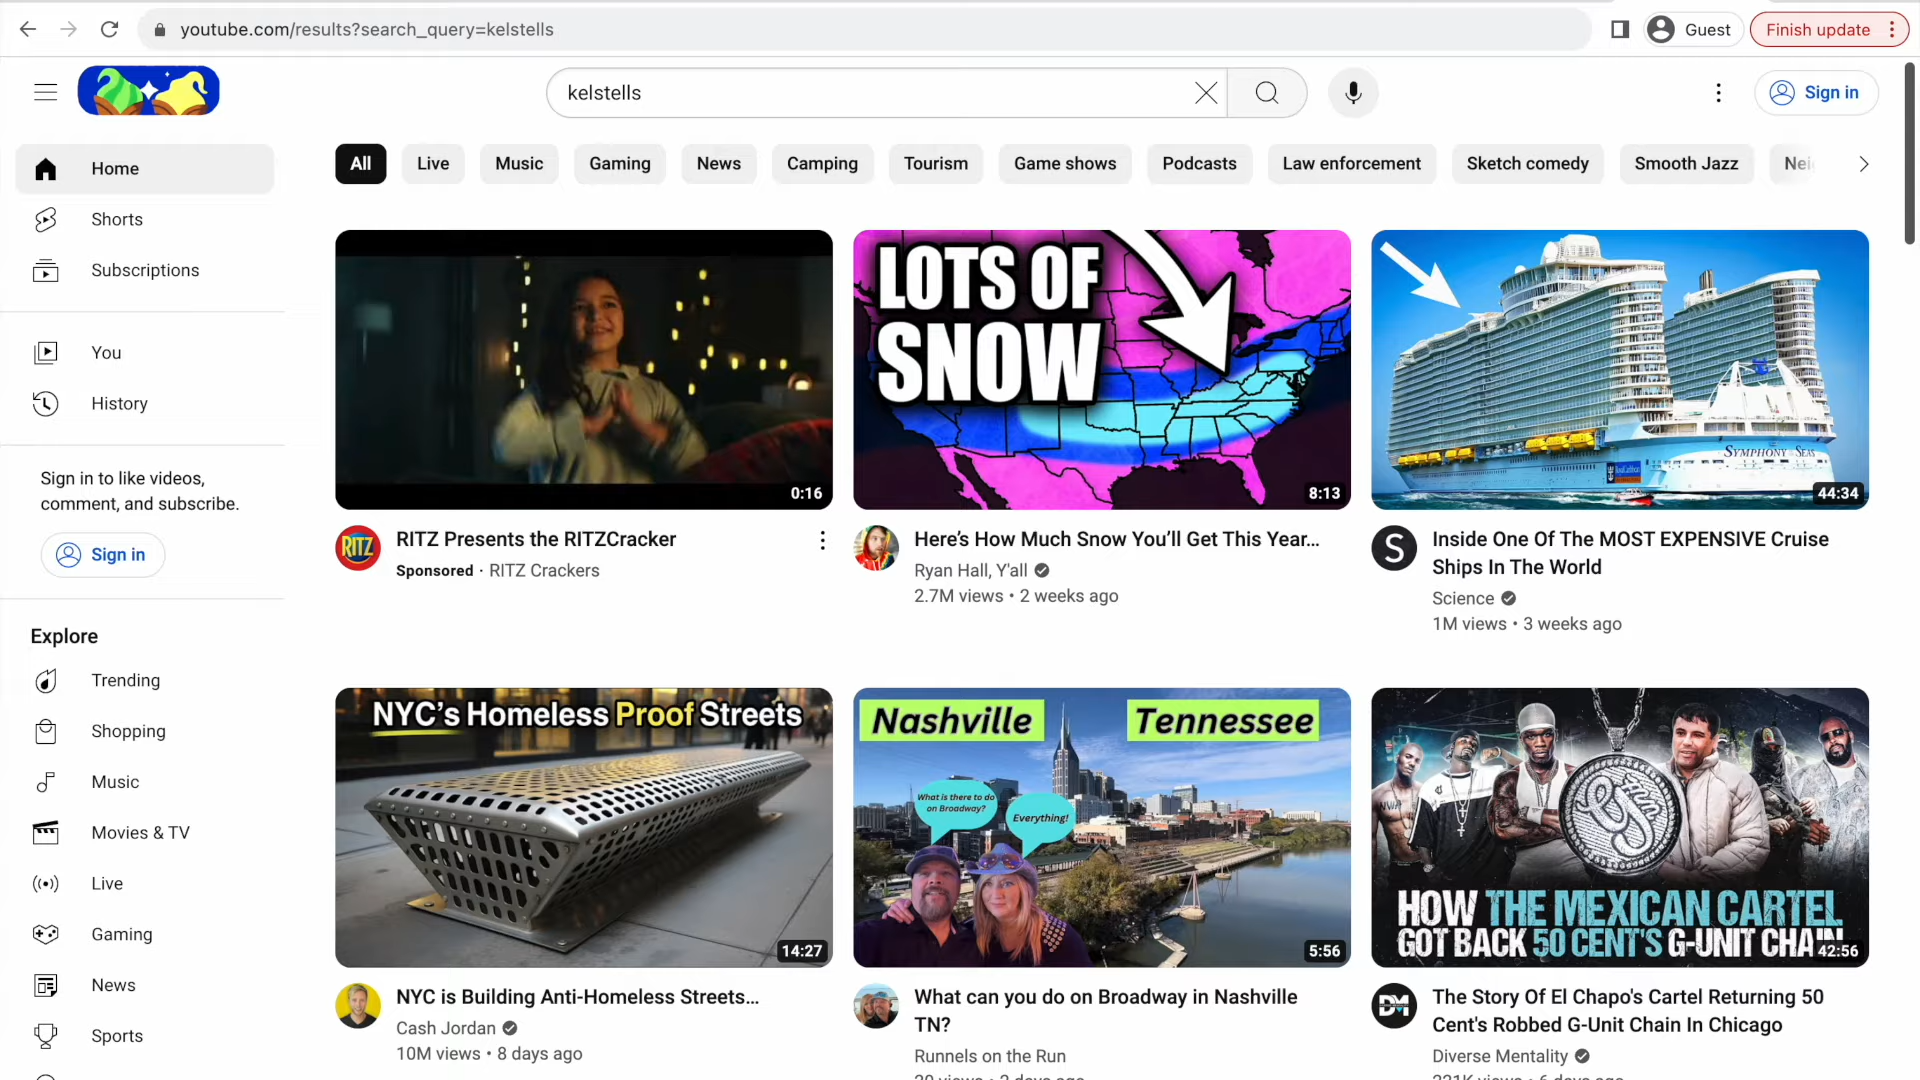 youtube.com/results?search_query=kelstells
Guest
Finish update
kelstells
Sign in
Home
Shorts
Subscriptions
You
History
Sign in to like videos,
comment, and subscribe.
Sign in
Explore
Trending
Shopping
Music
Movies & TV
Live
Gaming
News
Sports
All
Live
Music
Gaming
News
Camping
Tourism
Game shows
Podcasts
Law enforcement
Sketch comedy
Smooth Jazz
0:16
RITZ
RITZ Presents the RITZCracker
Sponsored · RITZ Crackers
LOTS OF
SNOW
8:13
Here's How Much Snow You'll Get This Year...
Ryan Hall, Y'all
2.7M views • 2 weeks ago
SYMPHONY OF THE SEAS
44:34
S
Inside One Of The MOST EXPENSIVE Cruise
Ships In The World
Science
1M views • 3 weeks ago
NYC's Homeless Proof Streets
14:27
NYC is Building Anti-Homeless Streets...
Cash Jordan
10M views • 8 days ago
Nashville Tennessee
What is there to do
on Broadway?
Everything!
5:56
What can you do on Broadway in Nashville
TN?
Runnels on the Run
HOW THE MEXICAN CARTEL
GOT BACK 50 CENT'S G-UNIT CHAIN
42:56
DM
The Story Of El Chapo's Cartel Returning 50
Cent's Robbed G-Unit Chain In Chicago
Diverse Mentality